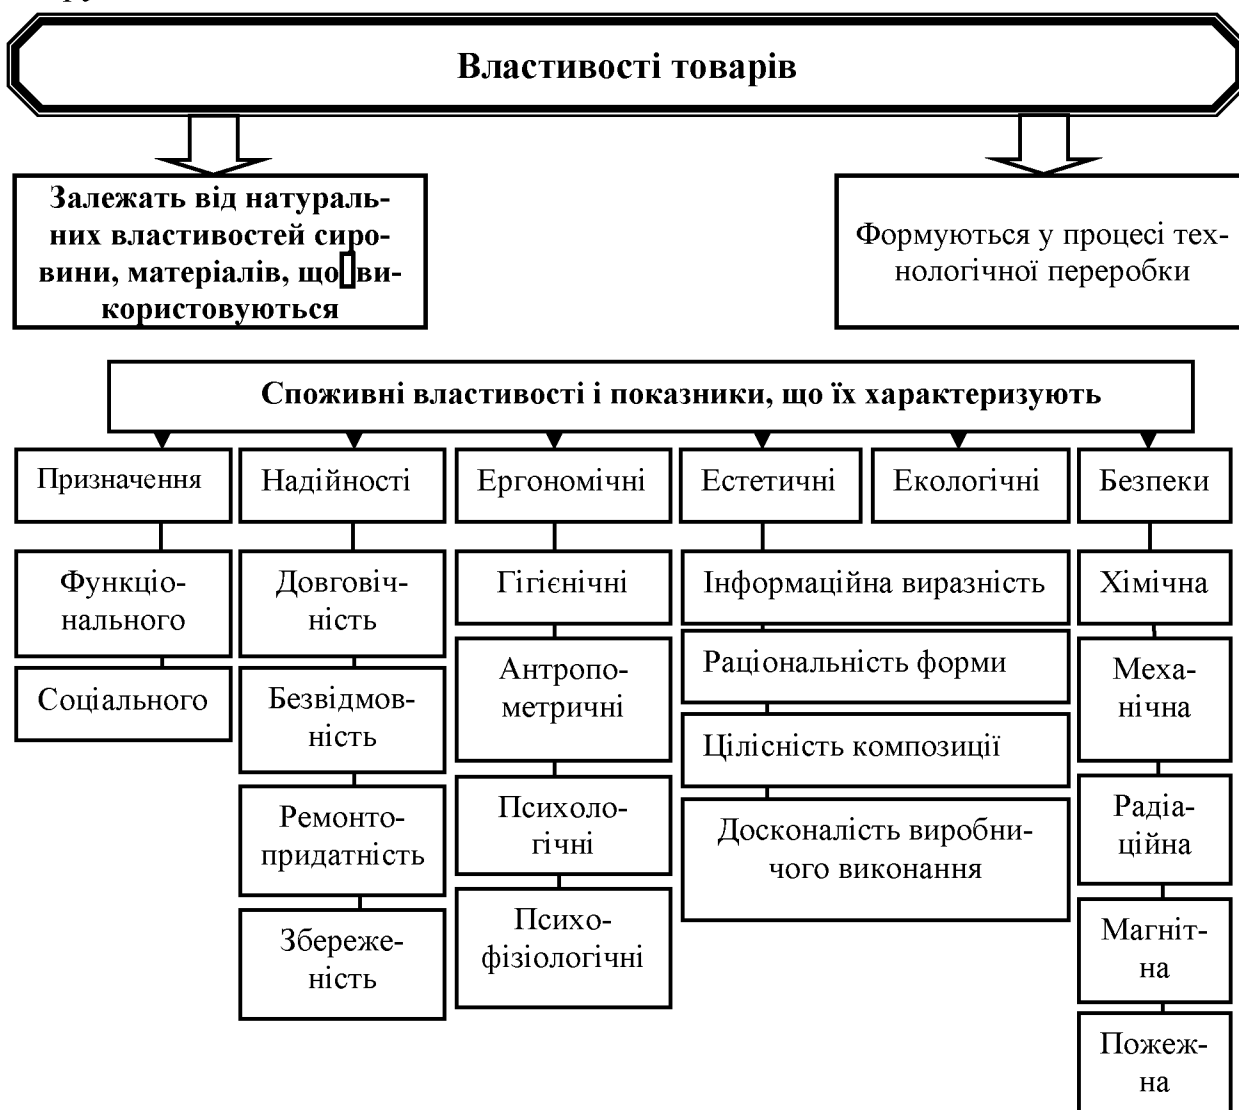 Властивості товарів
Залежать від натураль-
них властивостей сиро-
вини, матеріалів, що ви-
користовуються
Формуються у процесі тех-
нологічної переробки
Споживні властивості і показники, що їх характеризують
Призначення
Надійності
Ергономічні
Естетичні
Екологічні
Безпеки
Функціо-
нального
Соціального
Довговіч-
ність
Безвідмов-
ність
Ремонто-
придатність
Збереже-
ність
Гігієнічні
Антропо-
метричні
Психоло-
гічні
Психо-
фізіологічні
Інформаційна виразність
Раціональність форми
Цілісність композиції
Досконалість виробни-
чого виконання
Хімічна
Меха-
нічна
Радіа-
ційна
Магніт-
на
Пожеж-
на